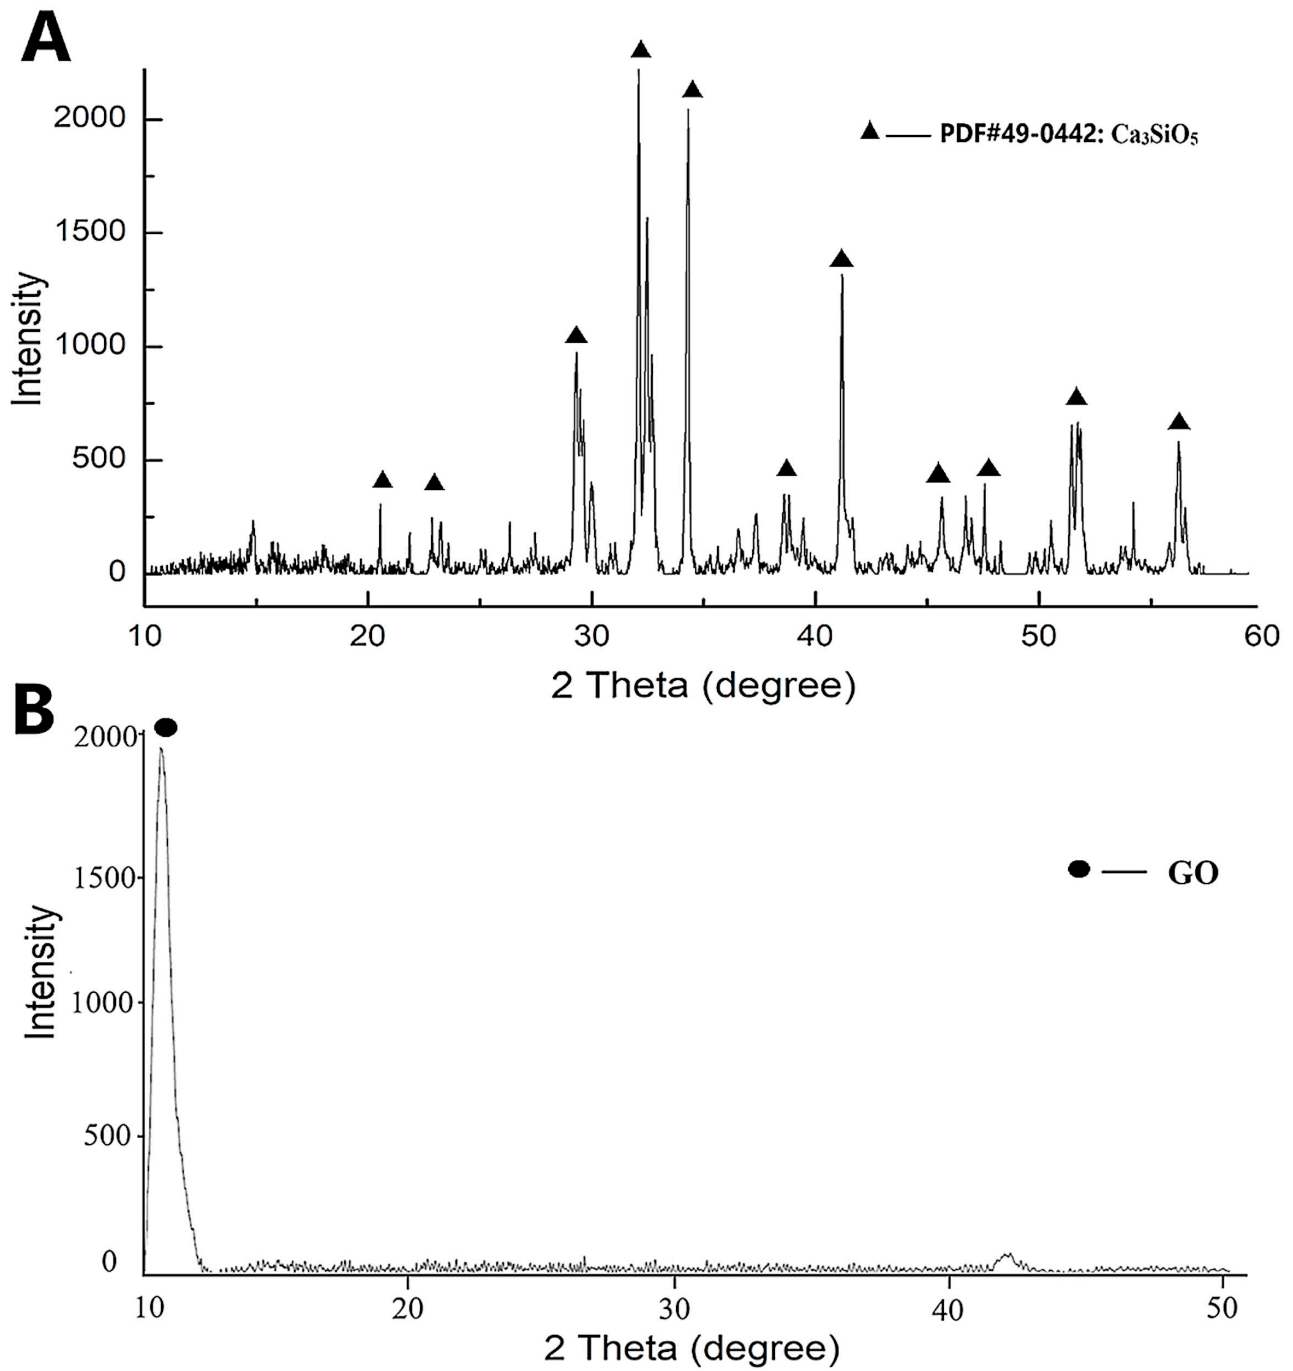 A
2000
1500
1000
500
0
Intensity
▲ — PDF#49-0442: Ca₃SiO₅
10 20 30 40 50 60
2 Theta (degree)
B
2000
1500
1000
500
0
Intensity
● — GO
10 20 30 40 50
2 Theta (degree)